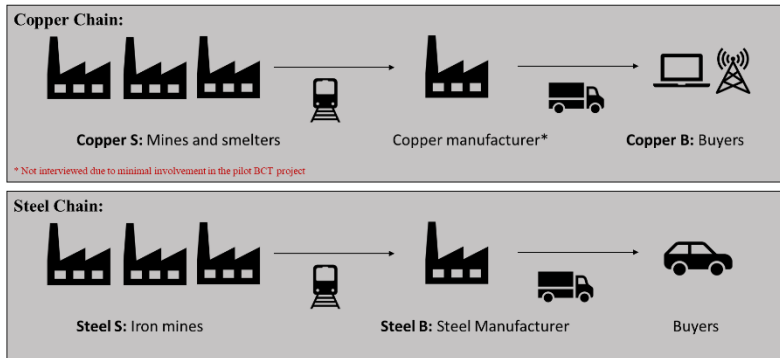 Copper Chain:
Copper S: Mines and smelters
Copper manufacturer*
Copper B: Buyers
* Not interviewed due to minimal involvement in the pilot BCT project
Steel Chain:
Steel S: Iron mines
Steel B: Steel Manufacturer
Buyers